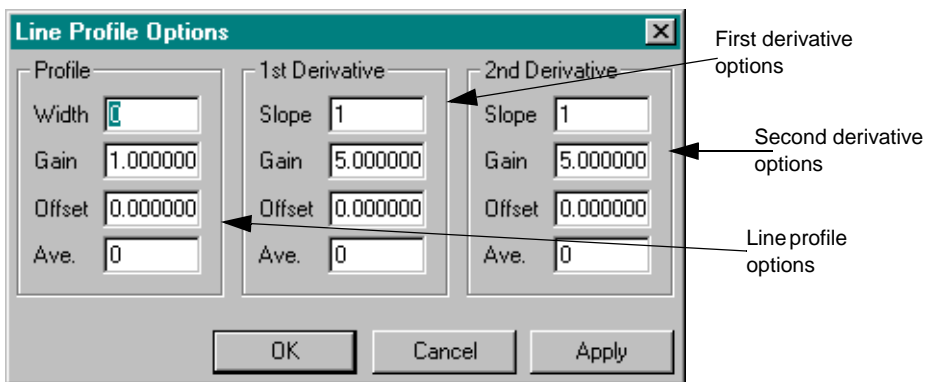 Line Profile Options
Profile
Width 0
Gain 1.000000
Offset 0.000000
Ave. 0
1st Derivative
Slope 1
Gain 5.000000
Offset 0.000000
Ave. 0
2nd Derivative
Slope 1
Gain 5.000000
Offset 0.000000
Ave. 0
OK Cancel Apply
First derivative
options
Second derivative
options
Line profile
options